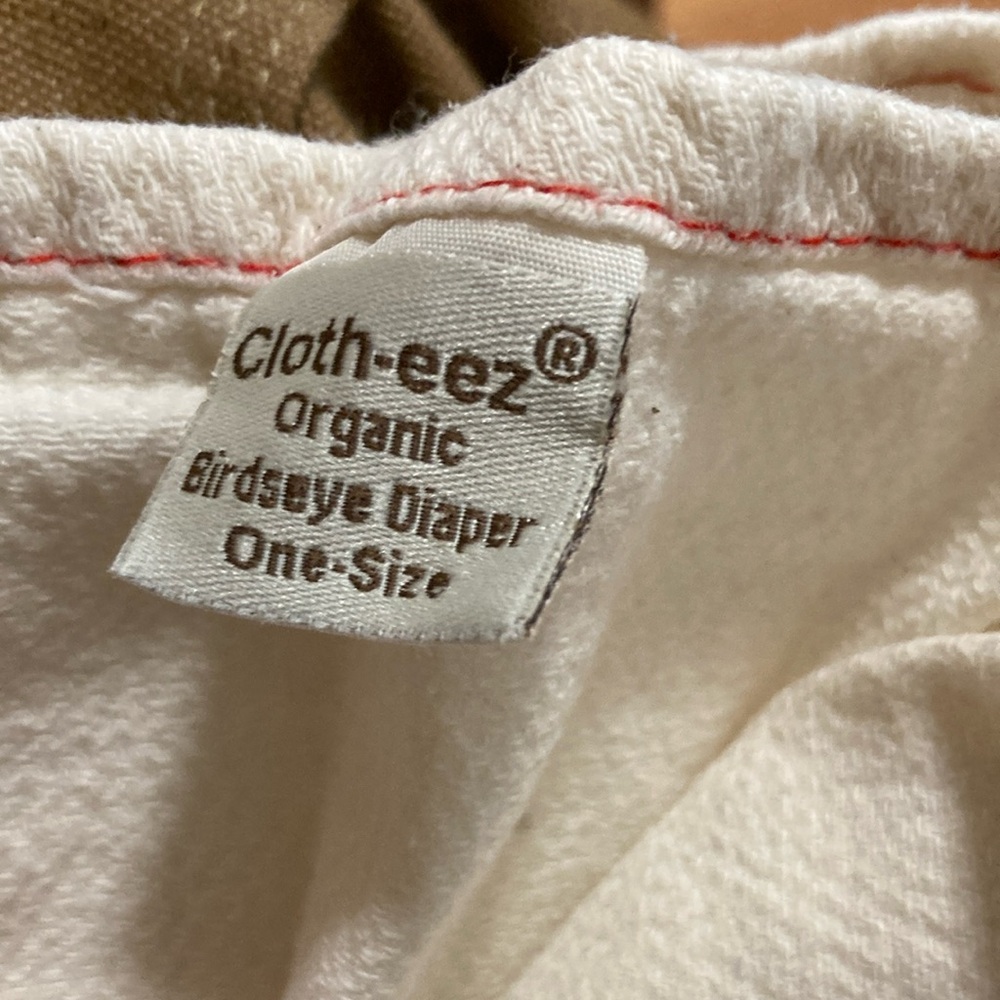 Cloth-eez®
Organic
Birdseye Diaper
One-Size